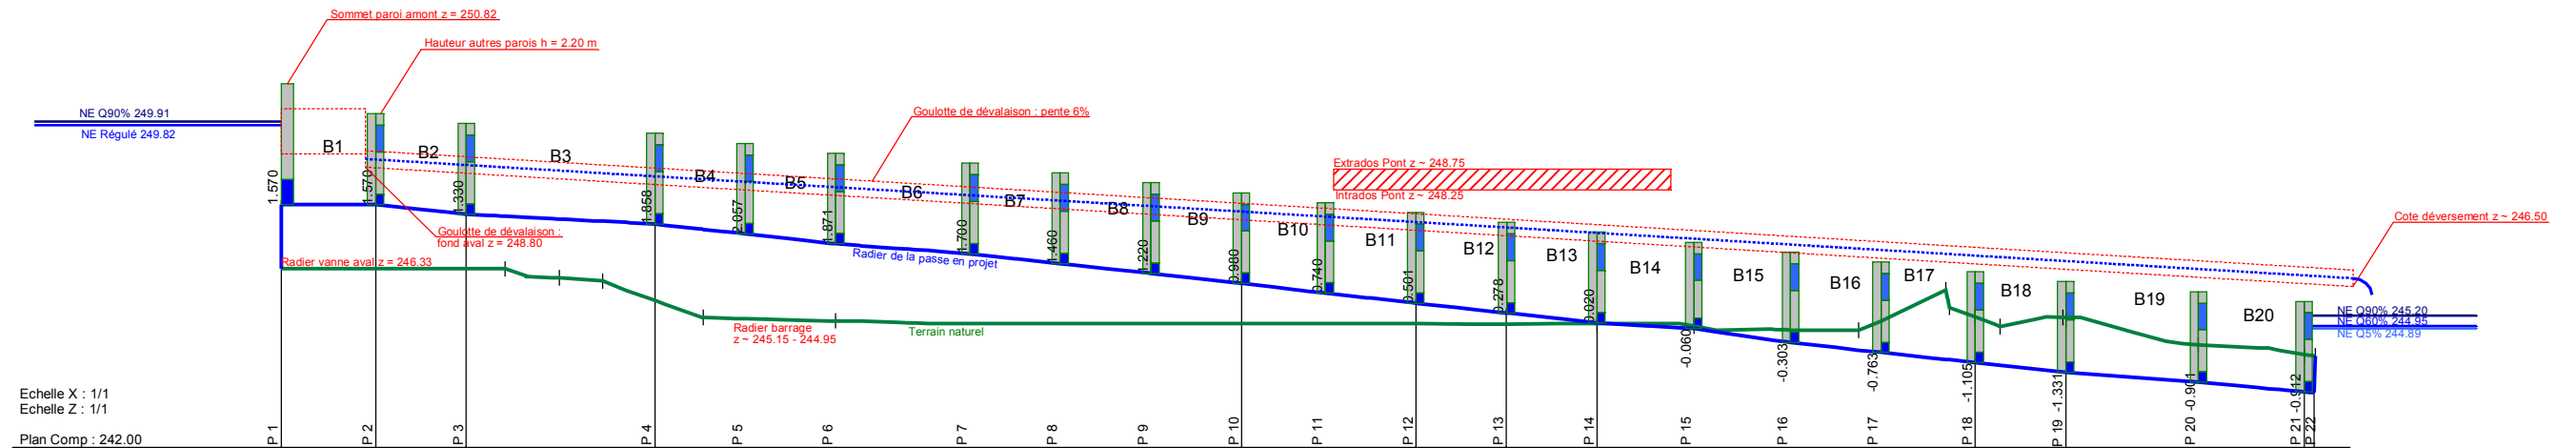 Sommet paroi amont z = 250.82
Hauteur autres parois h = 2.20 m
NE Q90% 249.91
NE Régulé 249.82
Goulotte de dévalaison : pente 6%
B1
B2
B3
B4
B5
B6
B7
B8
B9
B10
B11
B12
B13
B14
B15
B16
B17
B18
B19
B20
Extrados Pont z ~ 248.75
Intrados Pont z ~ 248.25
Cote déversement z ~ 246.50
Goulotte de dévalaison :
fond aval z = 248.80
Radier vanne aval z = 246.33
Radier de la passe en projet
Radier barrage
z ~ 245.15 - 244.95
Terrain naturel
NE Q90% 245.20
NE Q60% 244.95
NE Q5% 244.89
1.570
1.570
1.330
1.858
2.057
1.871
1.700
1.460
1.220
0.980
0.740
0.501
0.278
0.020
-0.060
-0.303
-0.763
-1.105
-1.331
-0.901
-0.912
Echelle X : 1/1
Echelle Z : 1/1
Plan Comp : 242.00
P 1
P 2
P 3
P 4
P 5
P 6
P 7
P 8
P 9
P 10
P 11
P 12
P 13
P 14
P 15
P 16
P 17
P 18
P 19
P 20
P 21
P 22